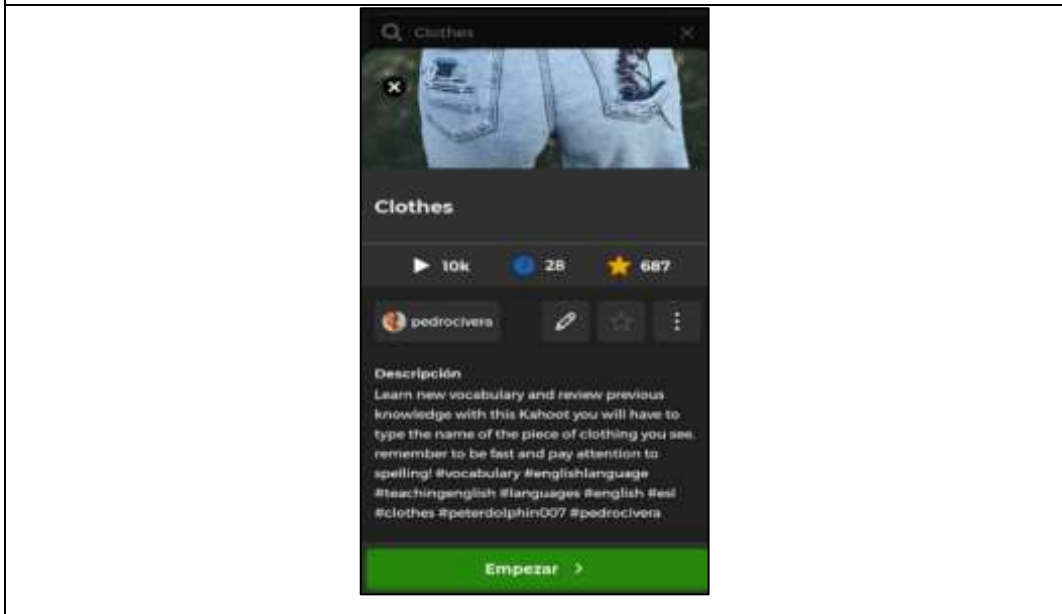 Clothes
Clothes
10k 28 687
pedrocivera
Descripción
Learn new vocabulary and review previous
knowledge with this Kahoot you will have to
type the name of the piece of clothing you see.
remember to be fast and pay attention to
spelling! #vocabulary #englishlanguage
#teachingenglish #languages #english #esl
#clothes #peterdolphin007 #pedrocivera
Empezar